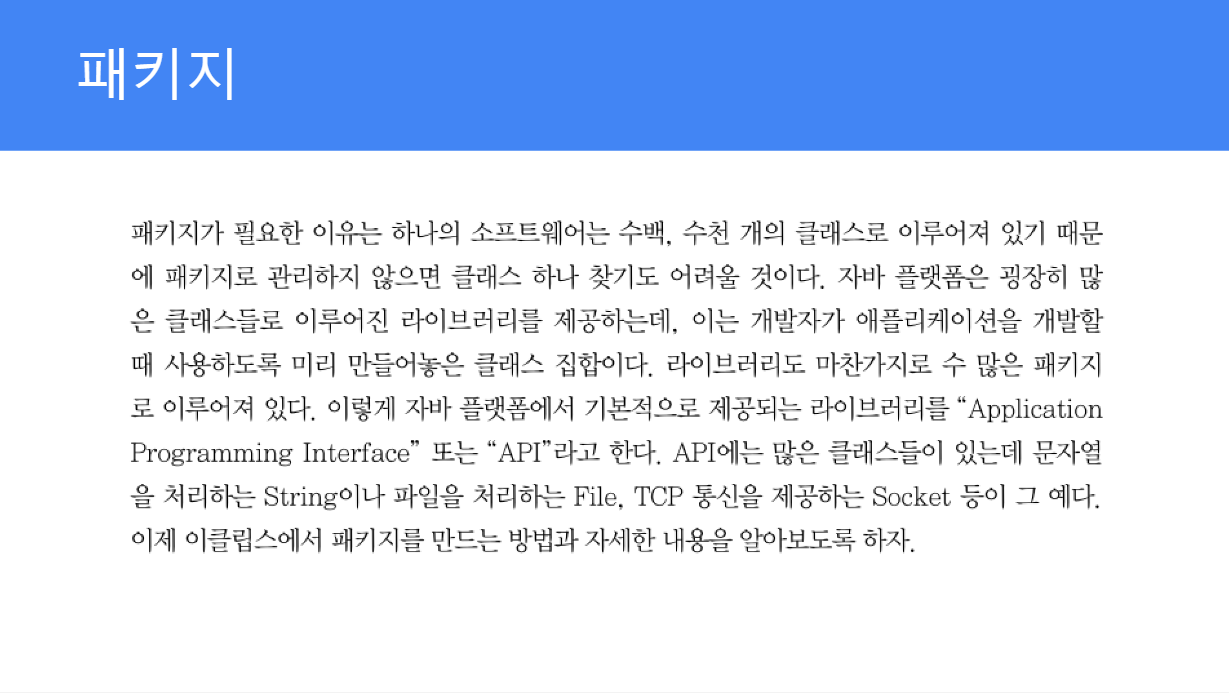 패키지
패키지가 필요한 이유는 하나의 소프트웨어는 수백, 수천 개의 클래스로 이루어져 있기 때문
에 패키지로 관리하지 않으면 클래스 하나 찾기도 어려울 것이다. 자바 플랫폼은 굉장히 많
은 클래스들로 이루어진 라이브러리를 제공하는데, 이는 개발자가 애플리케이션을 개발할
때 사용하도록 미리 만들어놓은 클래스 집합이다. 라이브러리도 마찬가지로 수 많은 패키지
로 이루어져 있다. 이렇게 자바 플랫폼에서 기본적으로 제공되는 라이브러리를 “Application
Programming Interface” 또는 “API”라고 한다. API에는 많은 클래스들이 있는데 문자열
을 처리하는 String이나 파일을 처리하는 File, TCP 통신을 제공하는 Socket 등이 그 예다.
이제 이클립스에서 패키지를 만드는 방법과 자세한 내용을 알아보도록 하자.